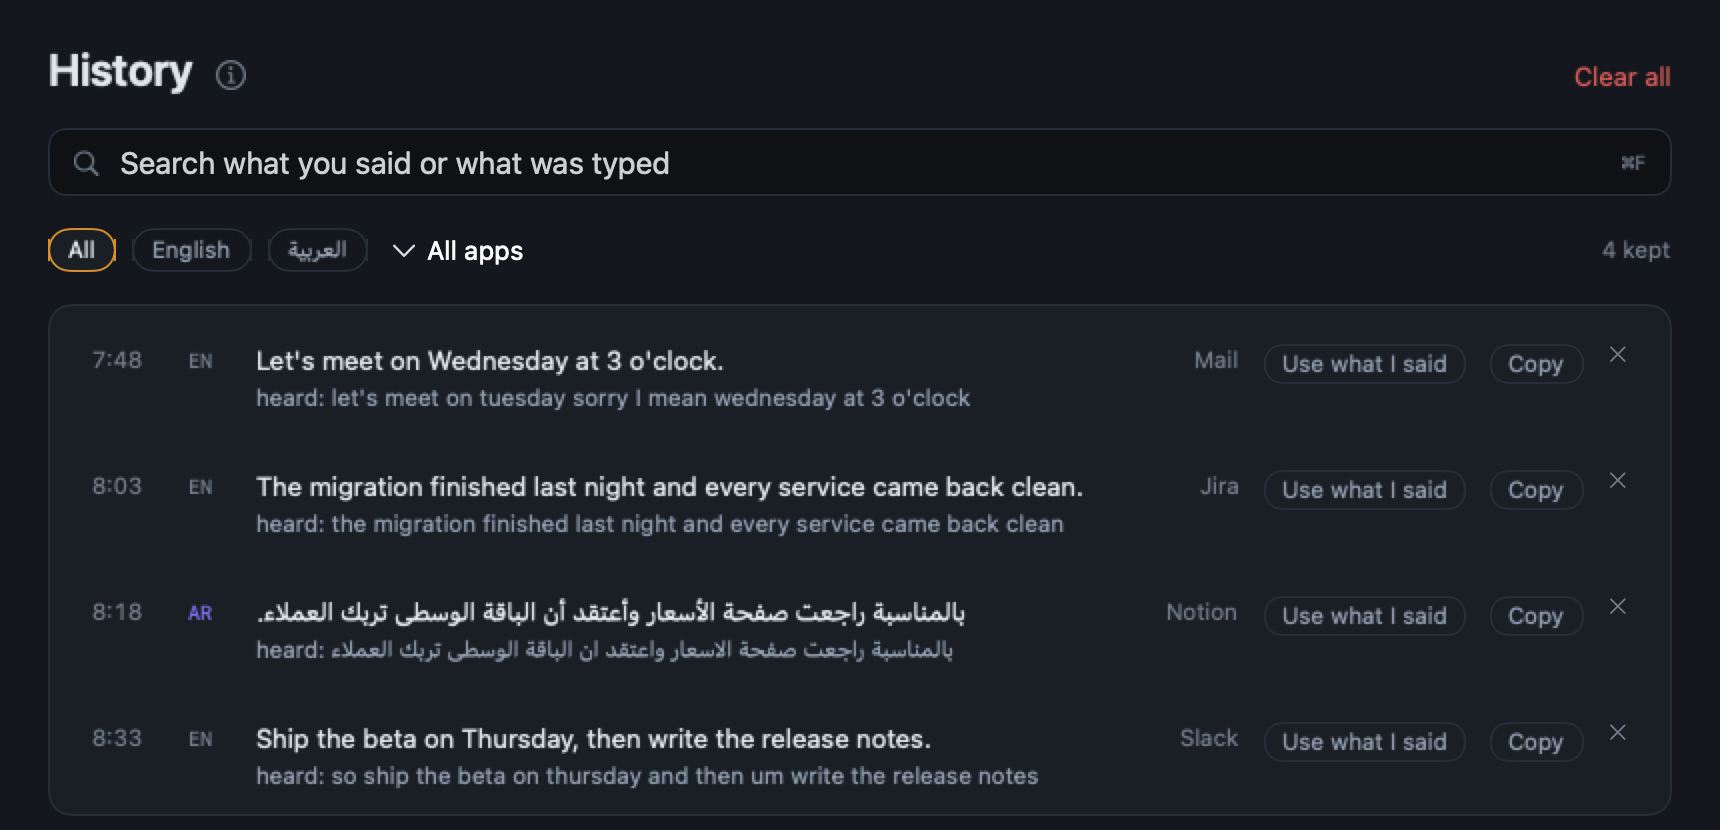 History
Clear all
Search what you said or what was typed ⌘F
All English العربية All apps 4 kept
7:48 EN Let's meet on Wednesday at 3 o'clock. Mail Use what I said Copy
heard: let's meet on tuesday sorry I mean wednesday at 3 o'clock
8:03 EN The migration finished last night and every service came back clean. Jira Use what I said Copy
heard: the migration finished last night and every service came back clean
8:18 AR بالمناسبة راجعت صفحة الأسعار وأعتقد أن الباقة الوسطى تربك العملاء. Notion Use what I said Copy
heard: بالمناسبة راجعت صفحة الاسعار واعتقد ان الباقة الوسطى تربك العملاء
8:33 EN Ship the beta on Thursday, then write the release notes. Slack Use what I said Copy
heard: so ship the beta on thursday and then um write the release notes